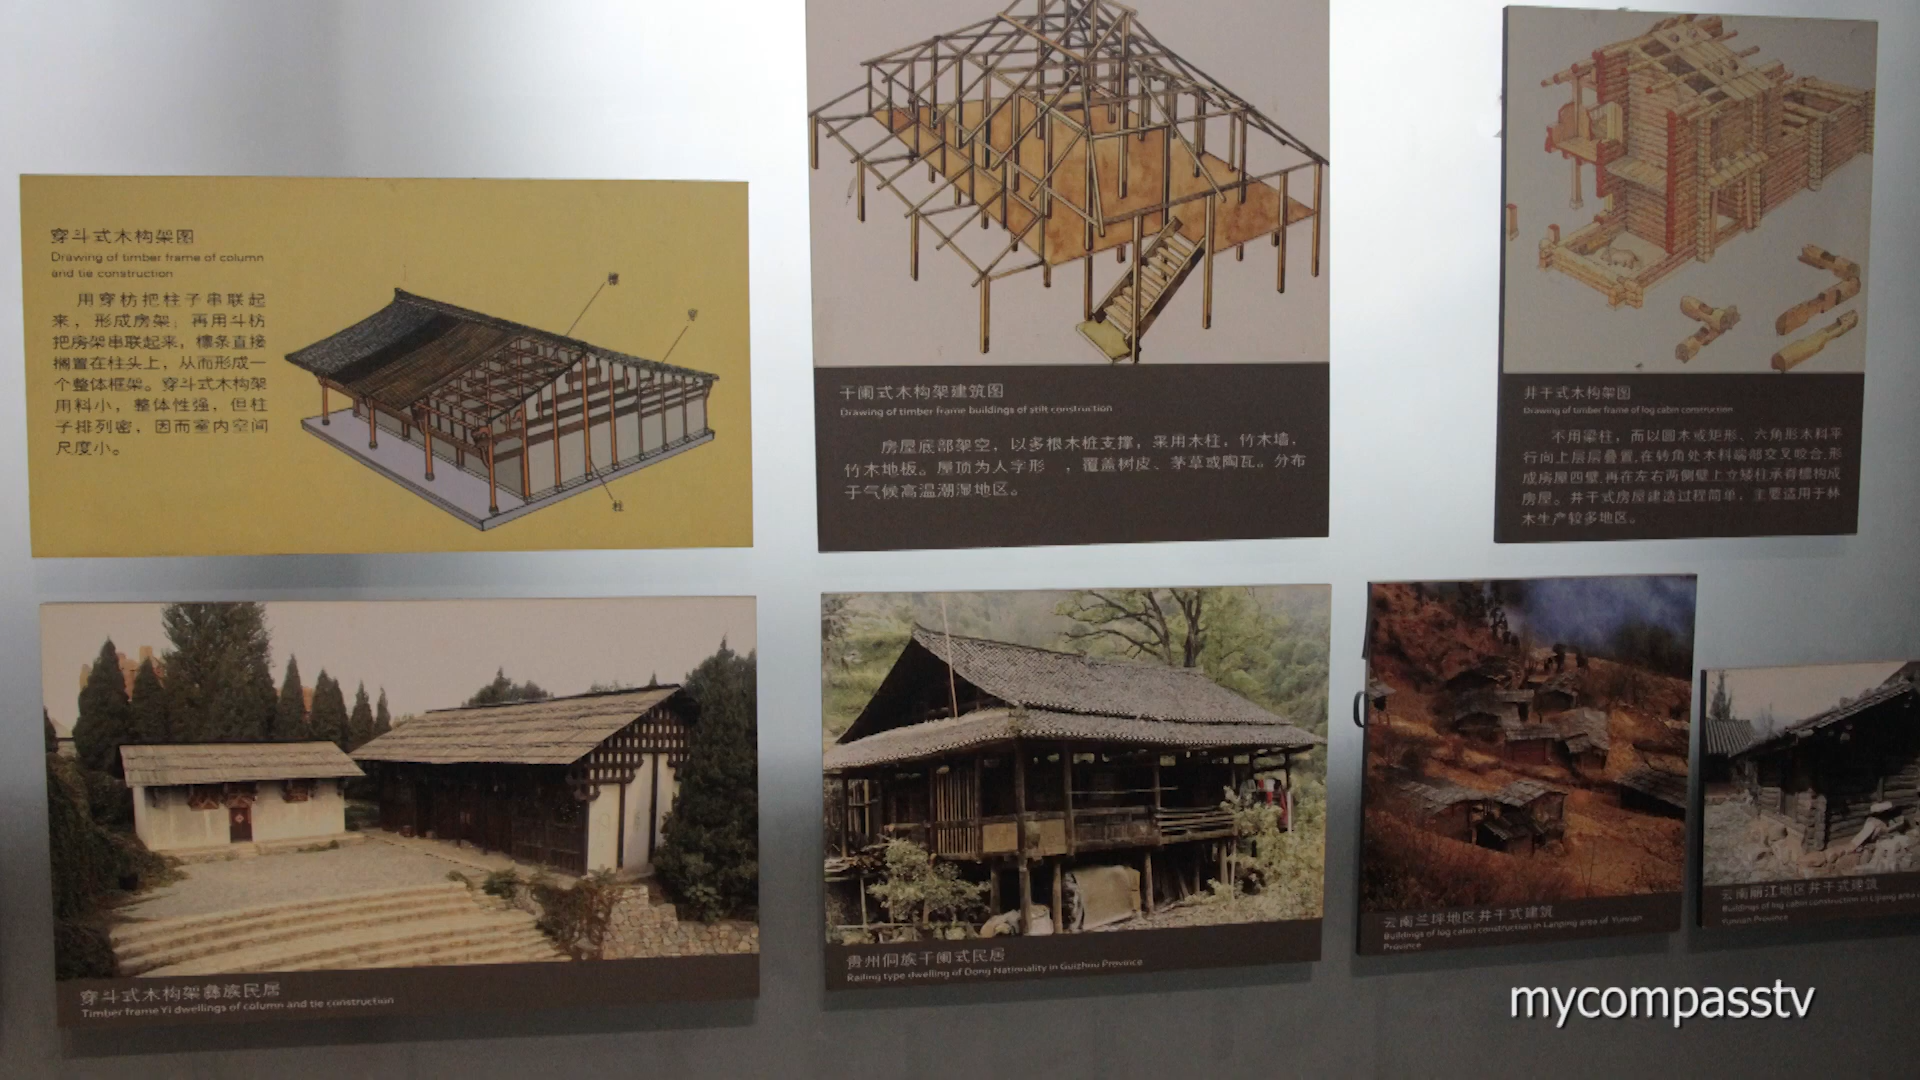 穿斗式木构架图
Drawing of timber frame of column
and tie construction
用穿枋把柱子串联起
来，形成房架；再用斗枋
把房架串联起来，檩条直接
搁置在柱头上，从而形成一
个整体框架。穿斗式木构架
用料小，整体性强，但柱
子排列密，因而室内空间
尺度小。
檩
穿
柱
干阑式木构架建筑图
Drawing of timber frame buildings of stilt construction
房屋底部架空，以多根木桩支撑，采用木柱，竹木墙，
竹木地板。屋顶为人字形 ，覆盖树皮、茅草或陶瓦。分布
于气候高温潮湿地区。
井干式木构架图
Drawing of timber frame of log cabin construction
不用梁柱，而以圆木或矩形、六角形木料平
行向上层层叠置，在转角处木料端部交叉咬合，形
成房屋四壁，再在左右两侧壁上立矮柱承脊檩构成
房屋。井干式房屋建造过程简单，主要适用于林
木生产较多地区。
穿斗式木构架彝族民居
Timber frame Yi dwellings of column and tie construction
贵州侗族干阑式民居
Railing type dwelling of Dong Nationality in Guizhou Province
云南兰坪地区井干式建筑
Buildings of log cabin construction in Lanping area of Yunnan
Province
云南丽江地区井干式建筑
Buildings of log cabin construction in Lijiang area
Yunnan Province
mycompasstv